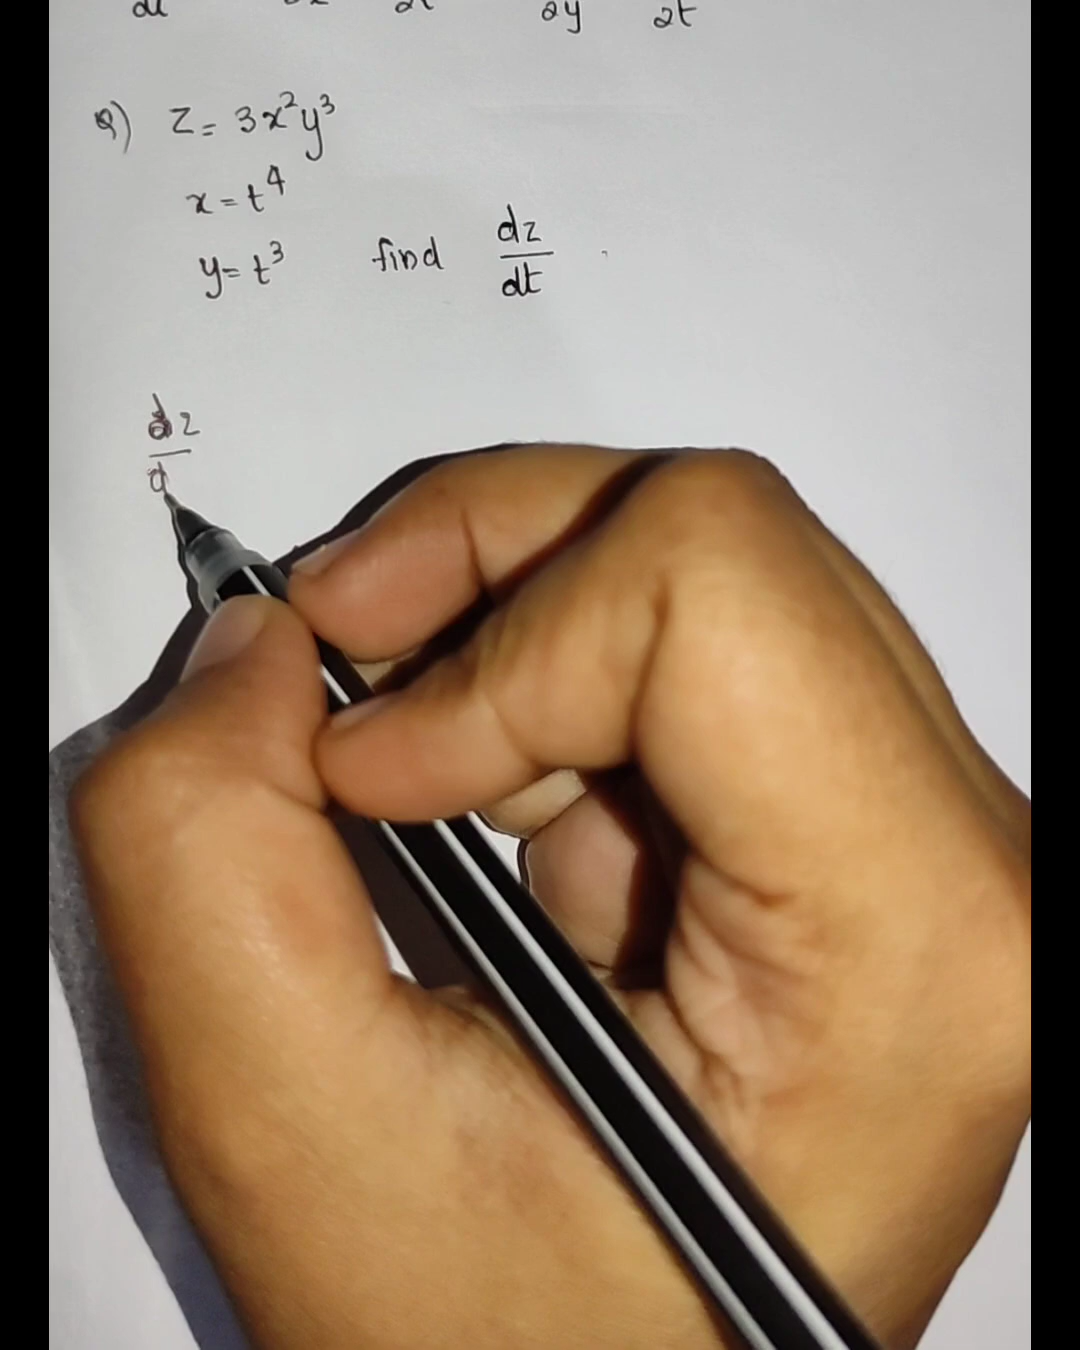 ∂y ∂t
Q) z = 3x²y³
x = t⁴
y = t³ find dz/dt
dz/d